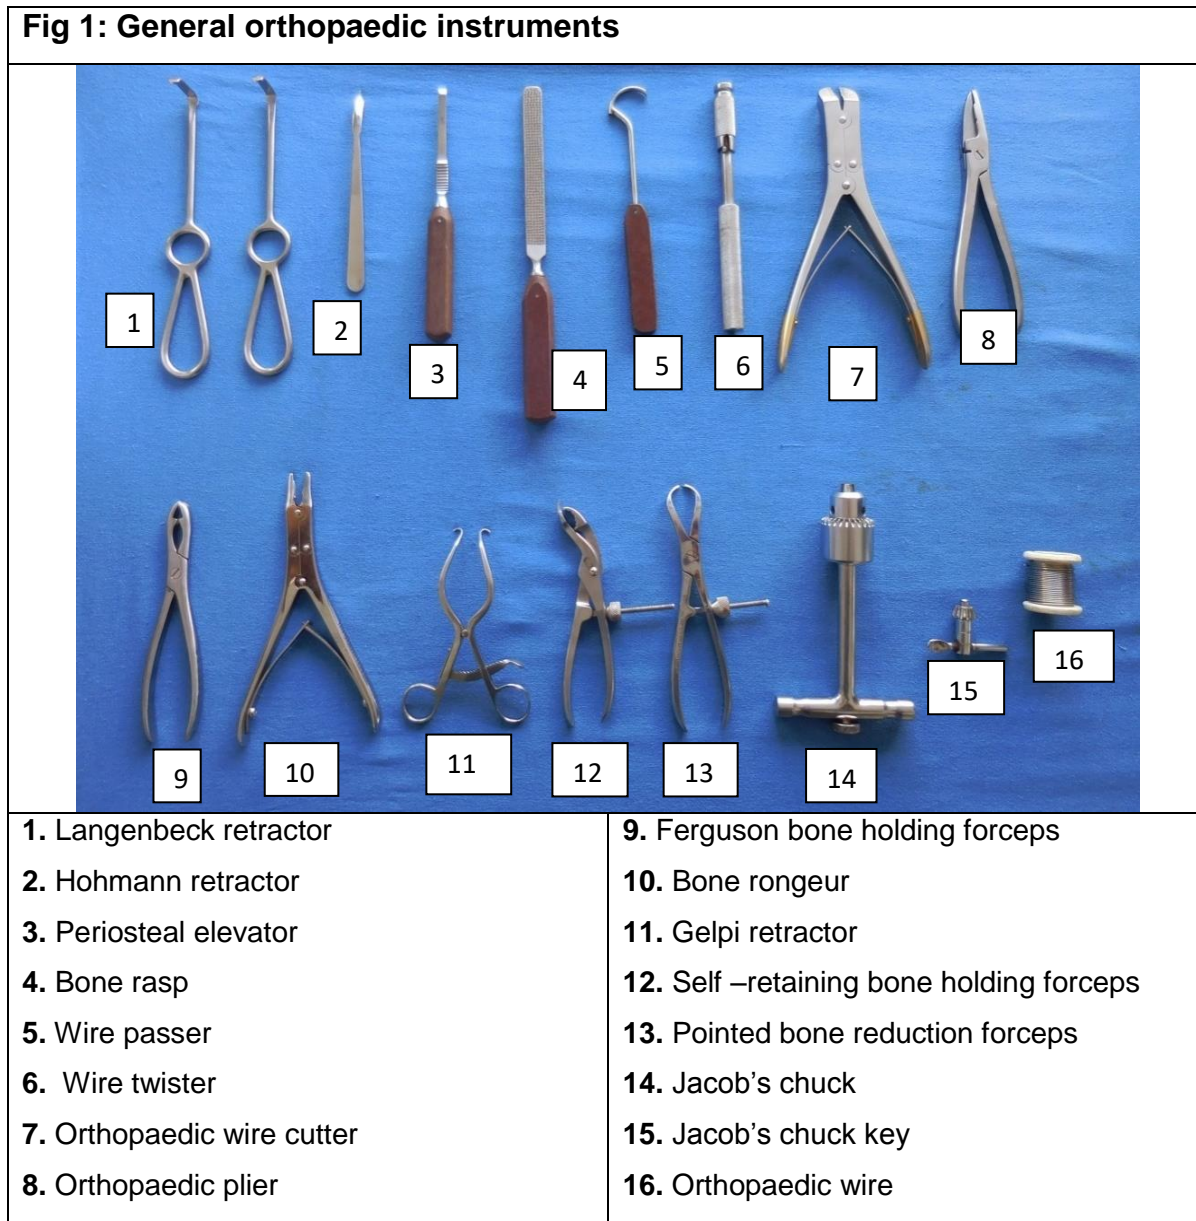 Fig 1: General orthopaedic instruments
1
2
3
4
5
6
7
8
9
10
11
12
13
14
15
16
1. Langenbeck retractor
2. Hohmann retractor
3. Periosteal elevator
4. Bone rasp
5. Wire passer
6. Wire twister
7. Orthopaedic wire cutter
8. Orthopaedic plier
9. Ferguson bone holding forceps
10. Bone rongeur
11. Gelpi retractor
12. Self –retaining bone holding forceps
13. Pointed bone reduction forceps
14. Jacob’s chuck
15. Jacob’s chuck key
16. Orthopaedic wire